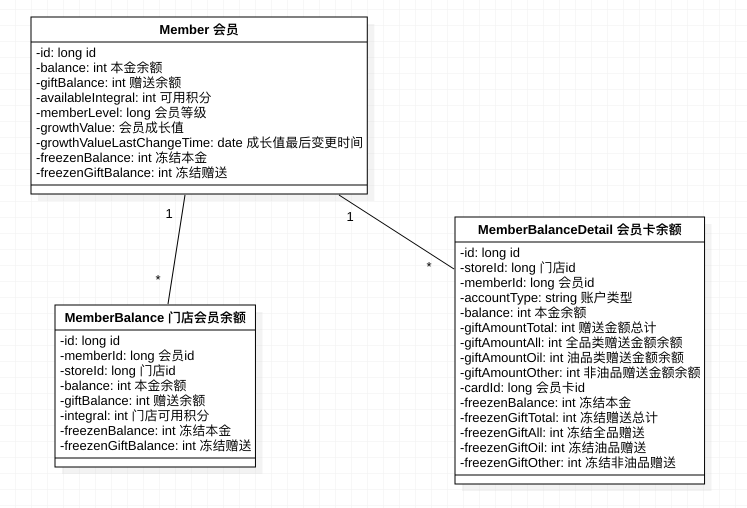 Member 会员
-id: long id
-balance: int 本金余额
-giftBalance: int 赠送余额
-availableIntegral: int 可用积分
-memberLevel: long 会员等级
-growthValue: 会员成长值
-growthValueLastChangeTime: date 成长值最后变更时间
-freezenBalance: int 冻结本金
-freezenGiftBalance: int 冻结赠送
1
*
1
*
MemberBalance 门店会员余额
-id: long id
-memberId: long 会员id
-storeId: long 门店id
-balance: int 本金余额
-giftBalance: int 赠送余额
-integral: int 门店可用积分
-freezenBalance: int 冻结本金
-freezenGiftBalance: int 冻结赠送
MemberBalanceDetail 会员卡余额
-id: long id
-storeId: long 门店id
-memberId: long 会员id
-accountType: string 账户类型
-balance: int 本金余额
-giftAmountTotal: int 赠送金额总计
-giftAmountAll: int 全品类赠送金额余额
-giftAmountOil: int 油品类赠送金额余额
-giftAmountOther: int 非油品赠送金额余额
-cardId: long 会员卡id
-freezenBalance: int 冻结本金
-freezenGiftTotal: int 冻结赠送总计
-freezenGiftAll: int 冻结全品赠送
-freezenGiftOil: int 冻结油品赠送
-freezenGiftOther: int 冻结非油品赠送